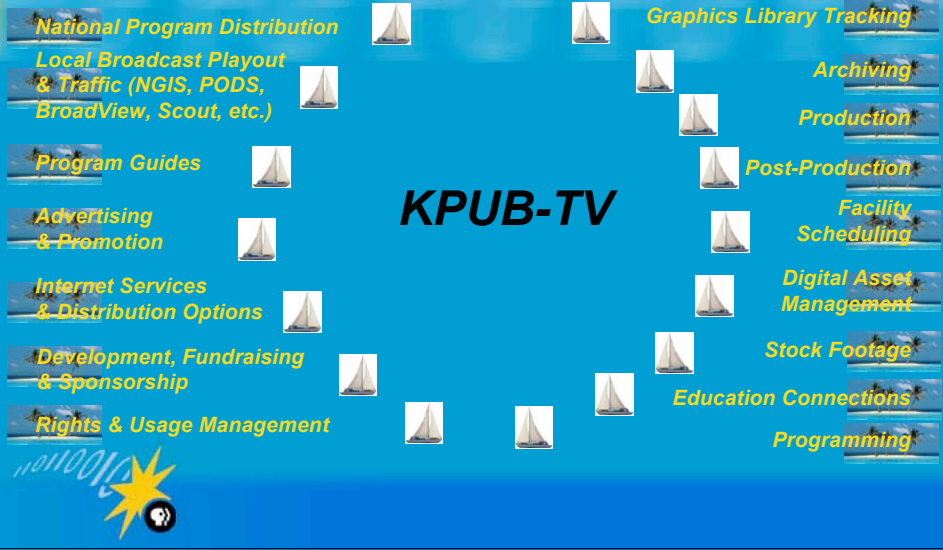 National Program Distribution
Local Broadcast Playout
& Traffic (NGIS, PODS,
BroadView, Scout, etc.)
Program Guides
Advertising
& Promotion
Internet Services
& Distribution Options
Development, Fundraising
& Sponsorship
Rights & Usage Management
KPUB-TV
Graphics Library Tracking
Archiving
Production
Post-Production
Facility
Scheduling
Digital Asset
Management
Stock Footage
Education Connections
Programming